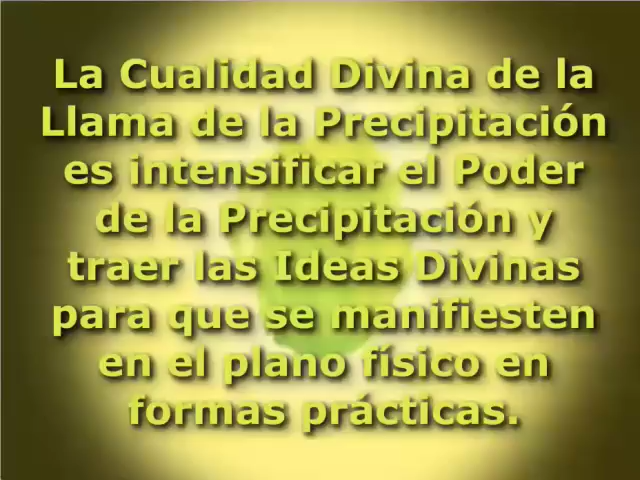 La Cualidad Divina de la
Llama de la Precipitación
es intensificar el Poder
de la Precipitación y
traer las Ideas Divinas
para que se manifiesten
en el plano físico en
formas prácticas.